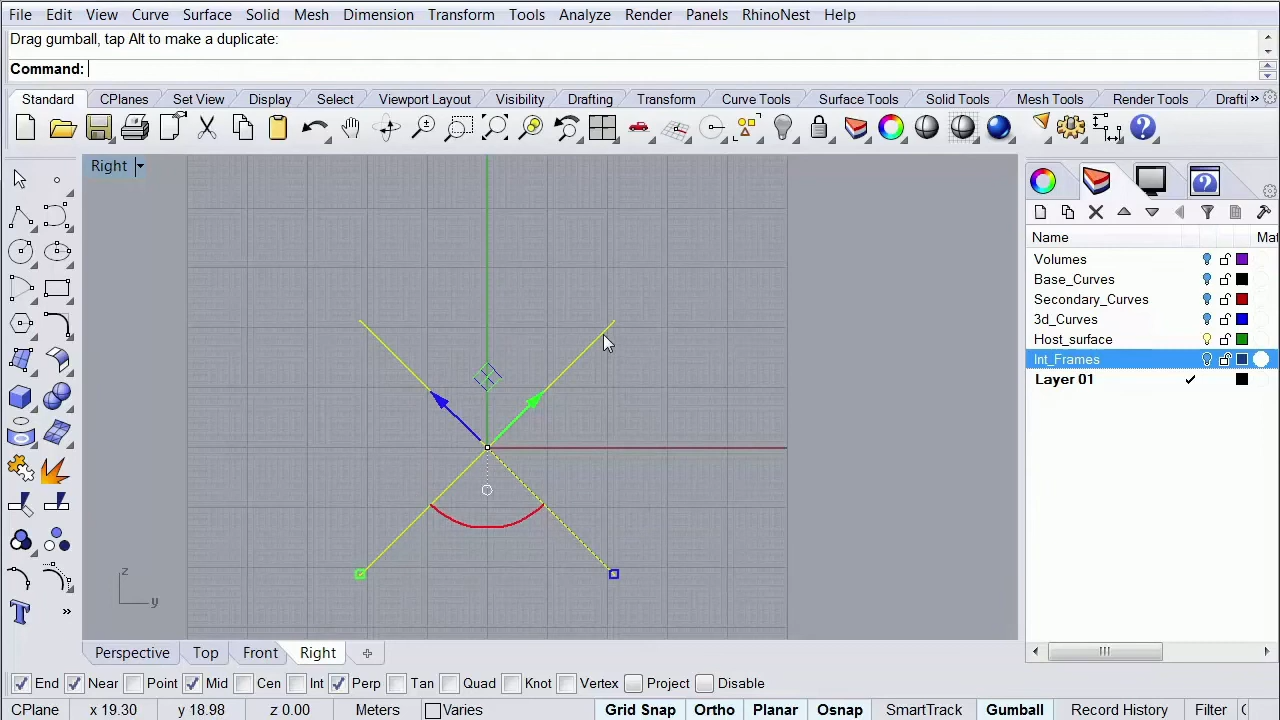 File Edit View Curve Surface Solid Mesh Dimension Transform Tools Analyze Render Panels RhinoNest Help
Drag gumball, tap Alt to make a duplicate:
Command:
Standard CPlanes Set View Display Select Viewport Layout Visibility Drafting Transform Curve Tools Surface Tools Solid Tools Mesh Tools Render Tools Drafti »
Right
Name Mat
Volumes
Base_Curves
Secondary_Curves
3d_Curves
Host_surface
Int_Frames
Layer 01
z
y
T »
Perspective Top Front Right
End Near Point Mid Cen Int Perp Tan Quad Knot Vertex Project Disable
CPlane x 19.30 y 18.98 z 0.00 Meters Varies Grid Snap Ortho Planar Osnap SmartTrack Gumball Record History Filter